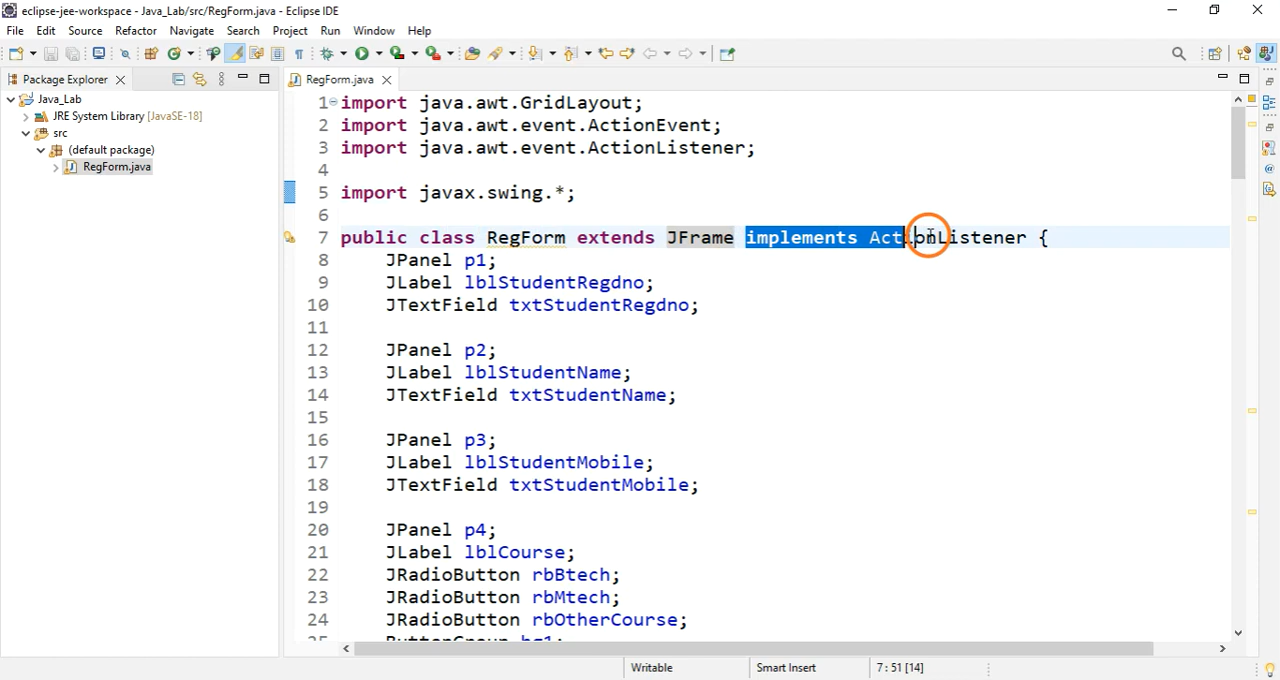 eclipse-jee-workspace - Java_Lab/src/RegForm.java - Eclipse IDE
File Edit Source Refactor Navigate Search Project Run Window Help
Package Explorer
RegForm.java
Java_Lab
JRE System Library [JavaSE-18]
src
(default package)
RegForm.java
1 import java.awt.GridLayout;
2 import java.awt.event.ActionEvent;
3 import java.awt.event.ActionListener;
4
5 import javax.swing.*;
6
7 public class RegForm extends JFrame implements ActionListener {
8 JPanel p1;
9 JLabel lblStudentRegdno;
10 JTextField txtStudentRegdno;
11
12 JPanel p2;
13 JLabel lblStudentName;
14 JTextField txtStudentName;
15
16 JPanel p3;
17 JLabel lblStudentMobile;
18 JTextField txtStudentMobile;
19
20 JPanel p4;
21 JLabel lblCourse;
22 JRadioButton rbBtech;
23 JRadioButton rbMtech;
24 JRadioButton rbOtherCourse;
25 ButtonGroup bg1;
Writable Smart Insert 7 : 51 [14]